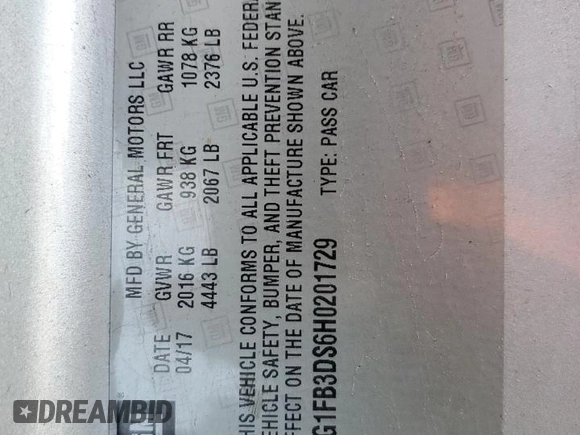 MFD BY GENERAL MOTORS LLC
DATE GVWR GAWR FRT GAWR RR
04/17 2016 KG 938 KG 1078 KG
4443 LB 2067 LB 2376 LB
HIS VEHICLE CONFORMS TO ALL APPLICABLE U.S. FEDER
EHICLE SAFETY, BUMPER, AND THEFT PREVENTION STAN
FFECT ON THE DATE OF MANUFACTURE SHOWN ABOVE.
G1FB3DS6H0201729 TYPE: PASS CAR
DREAMBID